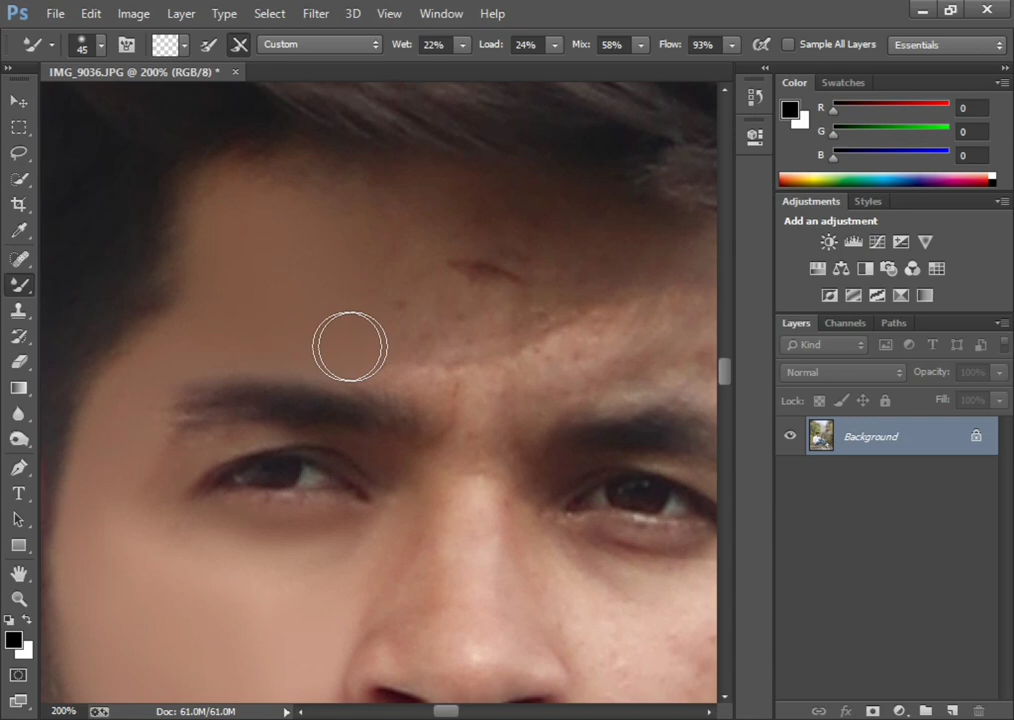 Ps File Edit Image Layer Type Select Filter 3D View Window Help
45 Custom Wet: 22% Load: 24% Mix: 58% Flow: 93% Sample All Layers Essentials
IMG_9036.JPG @ 200% (RGB/8) * ×
Color Swatches
R 0
G 0
B 0
Adjustments Styles
Add an adjustment
Layers Channels Paths
Kind T
Normal Opacity: 100%
Lock: Fill: 100%
Background
T
200% Doc: 61.0M/61.0M
fx